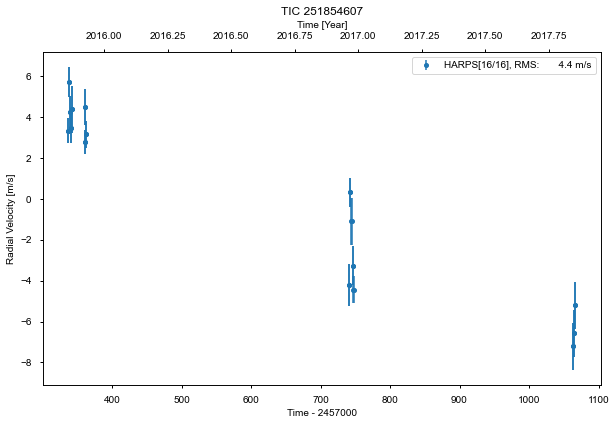 TIC 251854607
Time [Year]
2016.00 2016.25 2016.50 2016.75 2017.00 2017.25 2017.50 2017.75
HARPS[16/16], RMS: 4.4 m/s
6
4
2
0
−2
−4
−6
−8
Radial Velocity [m/s]
400 500 600 700 800 900 1000 1100
Time - 2457000